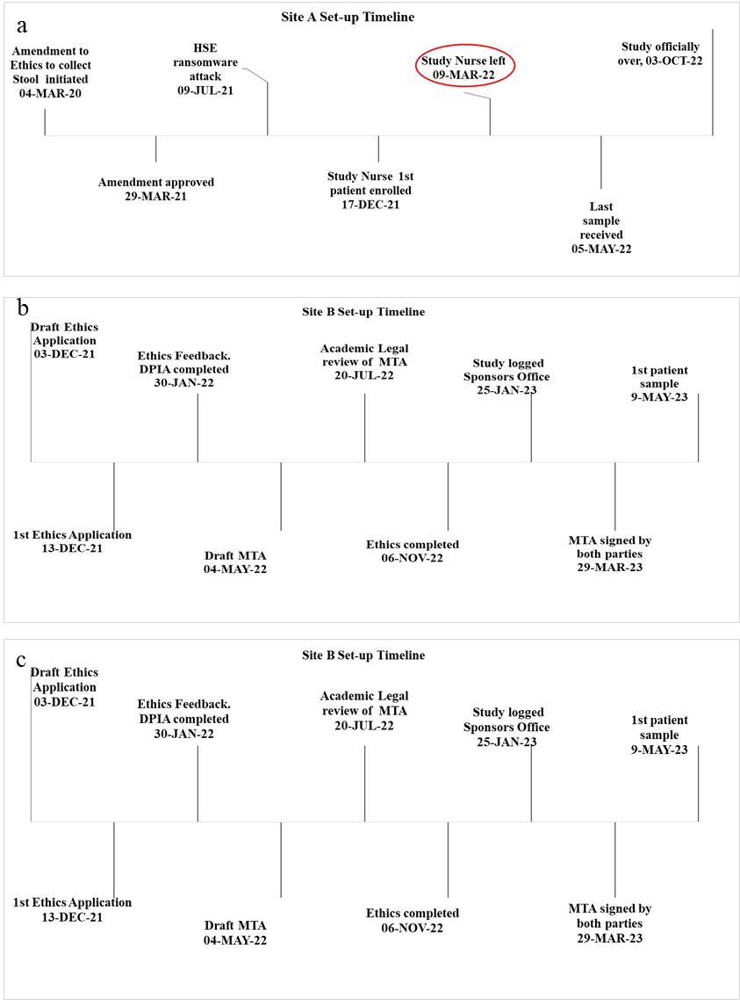 a
Site A Set-up Timeline
Amendment to
Ethics to collect
Stool initiated
04-MAR-20
HSE
ransomware
attack
09-JUL-21
Study Nurse left
09-MAR-22
Study officially
over, 03-OCT-22
Amendment approved
29-MAR-21
Study Nurse 1st
patient enrolled
17-DEC-21
Last
sample
received
05-MAY-22
b
Site B Set-up Timeline
Draft Ethics
Application
03-DEC-21
Ethics Feedback.
DPIA completed
30-JAN-22
Academic Legal
review of MTA
20-JUL-22
Study logged
Sponsors Office
25-JAN-23
1st patient
sample
9-MAY-23
1st Ethics Application
13-DEC-21
Draft MTA
04-MAY-22
Ethics completed
06-NOV-22
MTA signed by
both parties
29-MAR-23
c
Site B Set-up Timeline
Draft Ethics
Application
03-DEC-21
Ethics Feedback.
DPIA completed
30-JAN-22
Academic Legal
review of MTA
20-JUL-22
Study logged
Sponsors Office
25-JAN-23
1st patient
sample
9-MAY-23
1st Ethics Application
13-DEC-21
Draft MTA
04-MAY-22
Ethics completed
06-NOV-22
MTA signed by
both parties
29-MAR-23